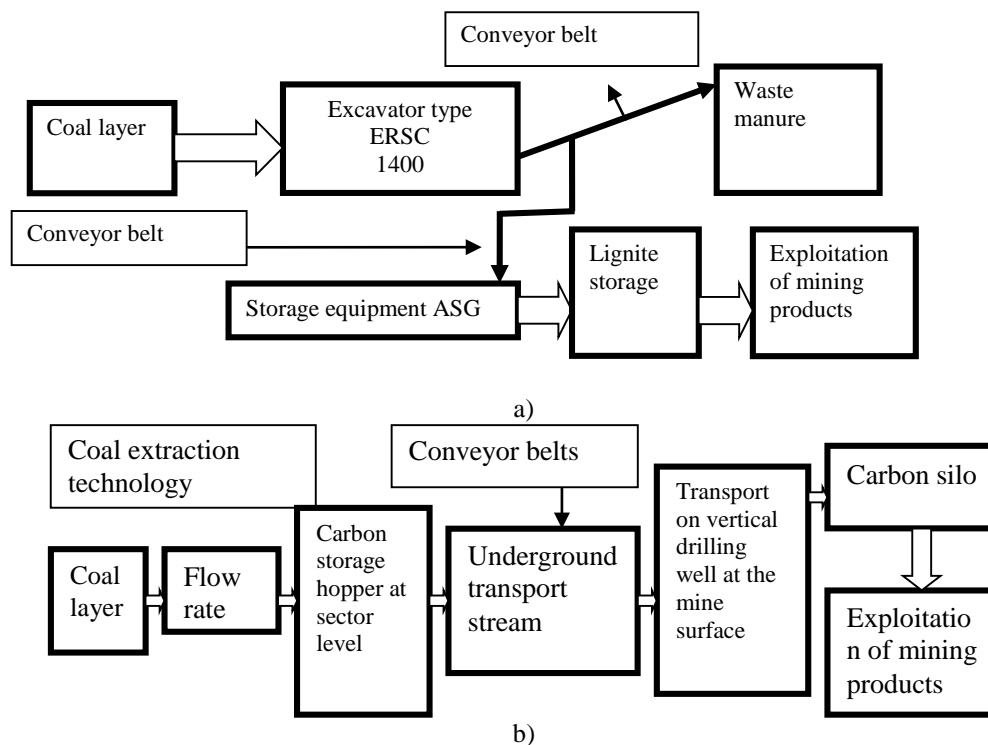 Conveyor belt
Coal layer
Excavator type
ERSC
1400
Waste
manure
Conveyor belt
Storage equipment ASG
Lignite
storage
Exploitation
of mining
products
a)
Coal extraction
technology
Conveyor belts
Coal
layer
Flow
rate
Carbon
storage
hopper at
sector
level
Underground
transport
stream
Transport
on vertical
drilling
well at the
mine
surface
Carbon silo
Exploitatio
n of mining
products
b)